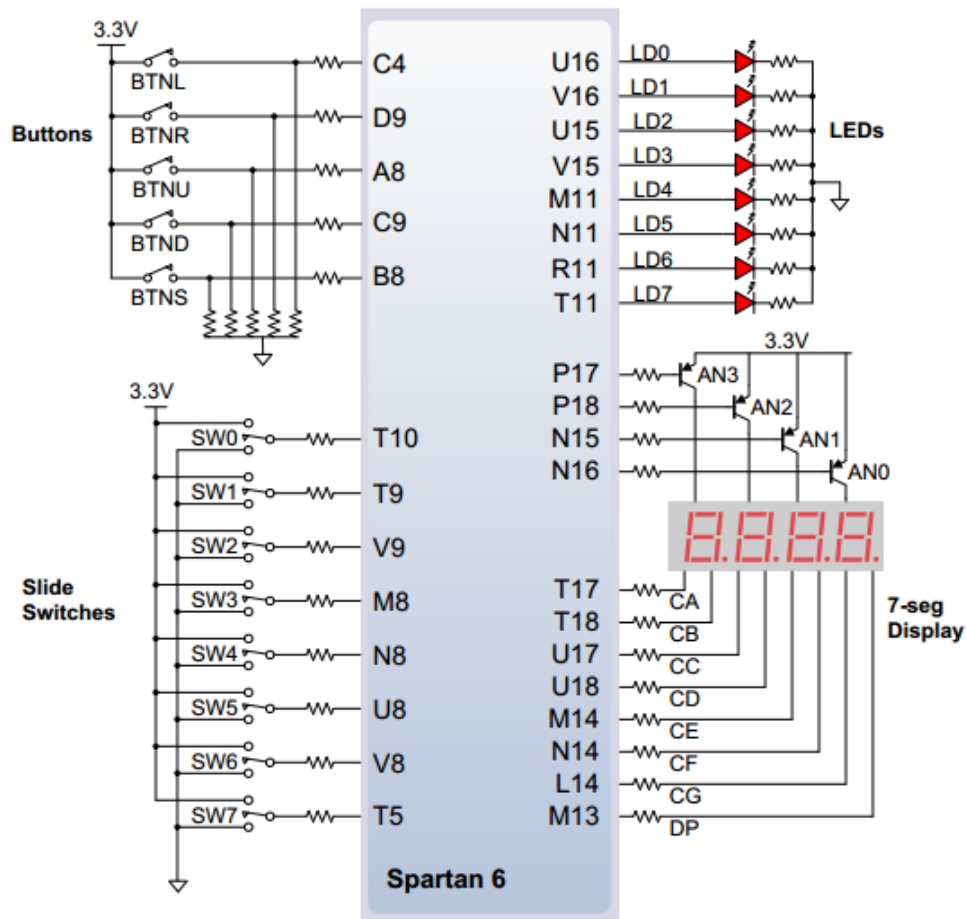 3.3V
BTNL
BTNR
BTNU
BTND
BTNS
Buttons
C4
D9
A8
C9
B8
3.3V
SW0
SW1
SW2
SW3
SW4
SW5
SW6
SW7
Slide
Switches
T10
T9
V9
M8
N8
U8
V8
T5
U16
V16
U15
V15
M11
N11
R11
T11
LD0
LD1
LD2
LD3
LD4
LD5
LD6
LD7
LEDs
3.3V
P17
P18
N15
N16
AN3
AN2
AN1
AN0
8.8.8.8.
T17
T18
U17
U18
M14
N14
L14
M13
CA
CB
CC
CD
CE
CF
CG
DP
7-seg
Display
Spartan 6